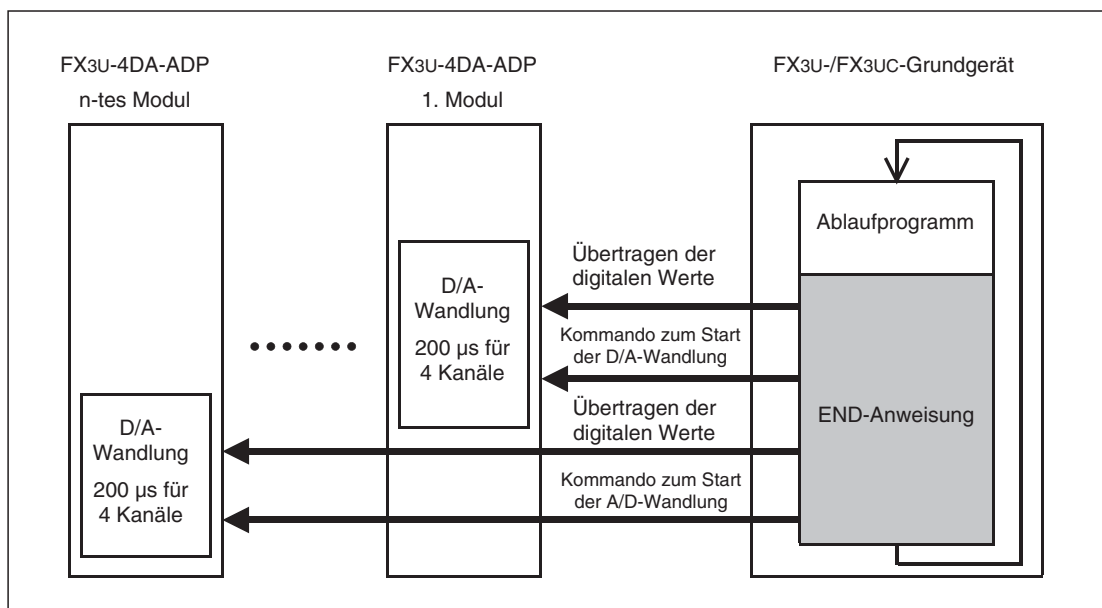 FX3U-4DA-ADP
n-tes Modul
FX3U-4DA-ADP
1. Modul
FX3U-/FX3UC-Grundgerät
Ablaufprogramm
END-Anweisung
Übertragen der
digitalen Werte
Kommando zum Start
der D/A-Wandlung
Übertragen der
digitalen Werte
Kommando zum Start
der A/D-Wandlung
D/A-
Wandlung
200 µs für
4 Kanäle
D/A-
Wandlung
200 µs für
4 Kanäle